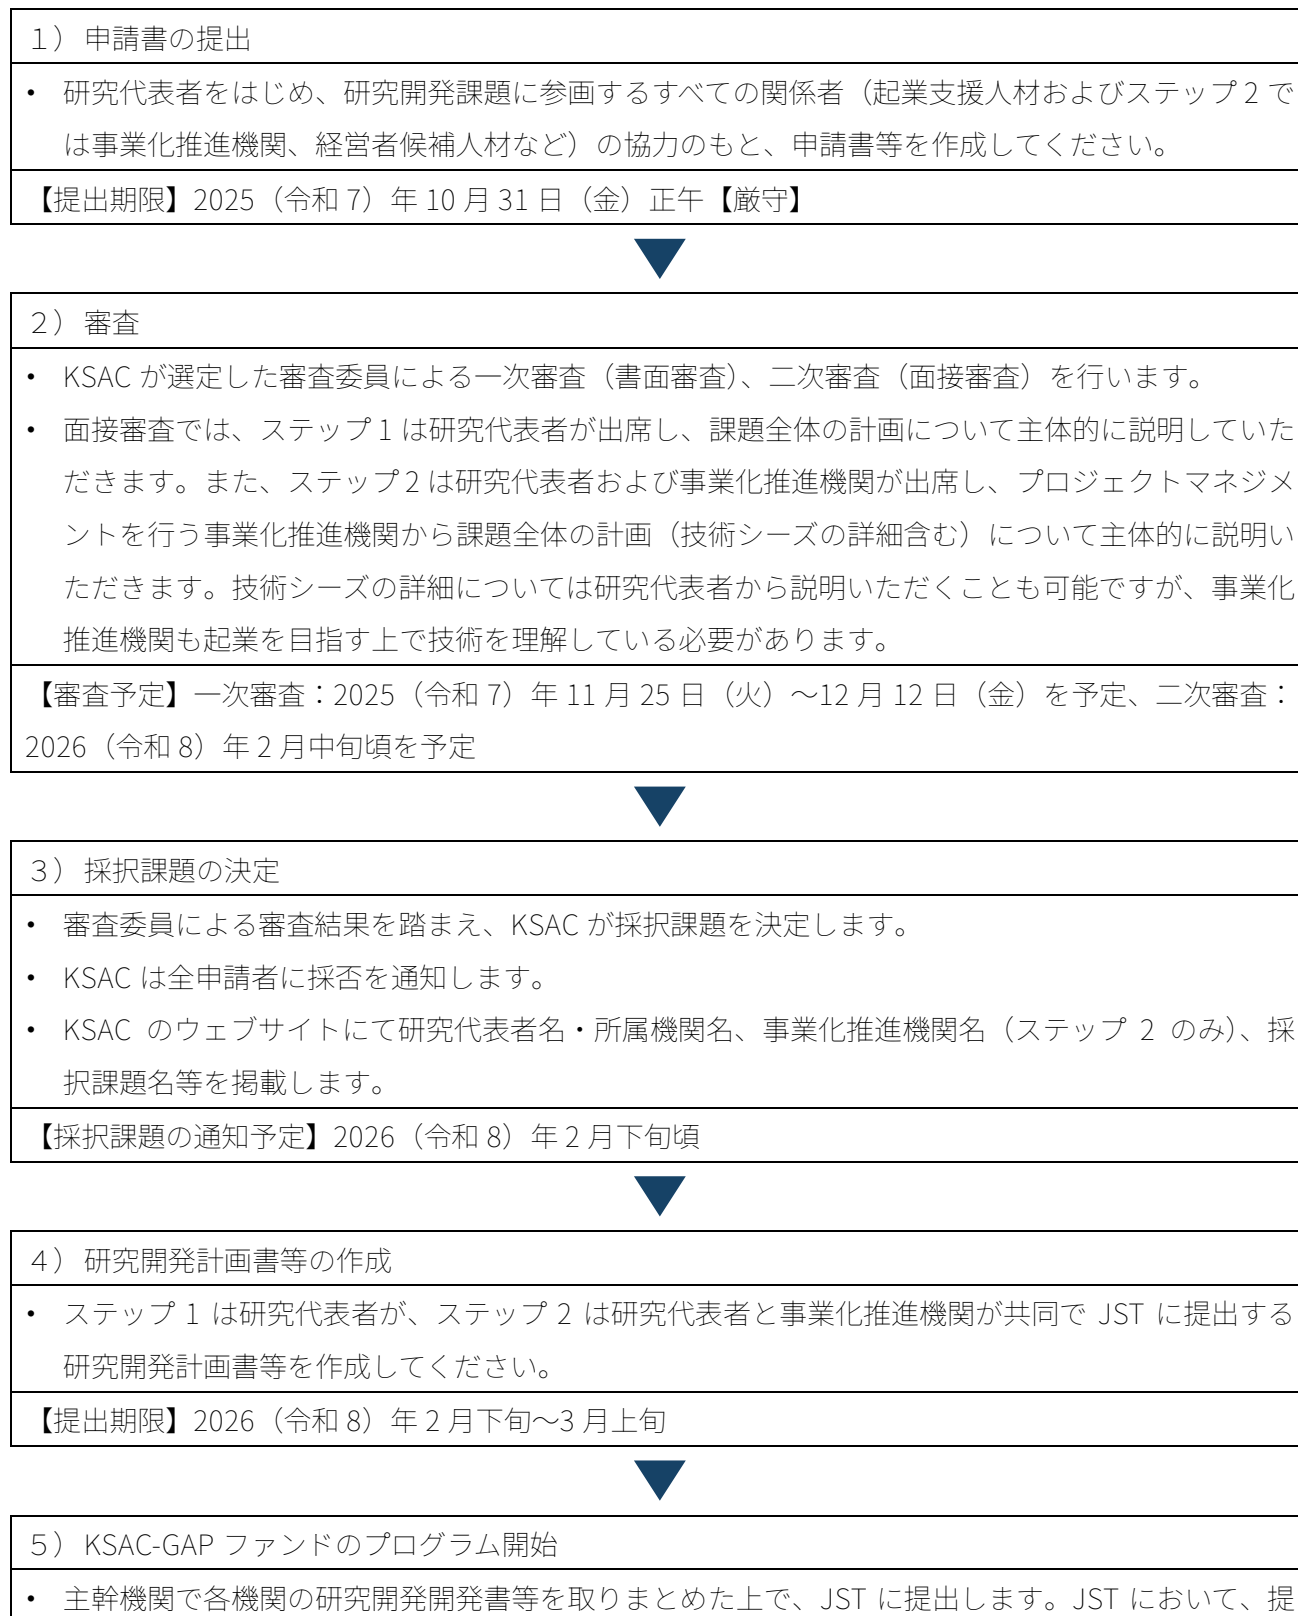 １） 申請書の提出
• 研究代表者をはじめ、研究開発課題に参画するすべての関係者（起業支援人材およびステップ 2 で
は事業化推進機関、経営者候補人材など）の協力のもと、申請書等を作成してください。
【提出期限】2025（令和 7）年 10 月 31 日（金）正午【厳守】
２） 審査
• KSAC が選定した審査委員による一次審査（書面審査）、二次審査（面接審査）を行います。
• 面接審査では、ステップ 1 は研究代表者が出席し、課題全体の計画について主体的に説明していた
だきます。また、ステップ 2 は研究代表者および事業化推進機関が出席し、プロジェクトマネジメ
ントを行う事業化推進機関から課題全体の計画（技術シーズの詳細含む）について主体的に説明い
ただきます。技術シーズの詳細については研究代表者から説明いただくことも可能ですが、事業化
推進機関も起業を目指す上で技術を理解している必要があります。
【審査予定】一次審査：2025（令和 7）年 11 月 25 日（火）～12 月 12 日（金）を予定、二次審査：
2026（令和 8）年 2 月中旬頃を予定
３） 採択課題の決定
• 審査委員による審査結果を踏まえ、KSAC が採択課題を決定します。
• KSAC は全申請者に採否を通知します。
• KSAC のウェブサイトにて研究代表者名・所属機関名、事業化推進機関名（ステップ 2 のみ）、採
択課題名等を掲載します。
【採択課題の通知予定】2026（令和 8）年 2 月下旬頃
４） 研究開発計画書等の作成
• ステップ 1 は研究代表者が、ステップ 2 は研究代表者と事業化推進機関が共同で JST に提出する
研究開発計画書等を作成してください。
【提出期限】2026（令和 8）年 2 月下旬～3 月上旬
５） KSAC-GAP ファンドのプログラム開始
• 主幹機関で各機関の研究開発開発書等を取りまとめた上で、JST に提出します。JST において、提